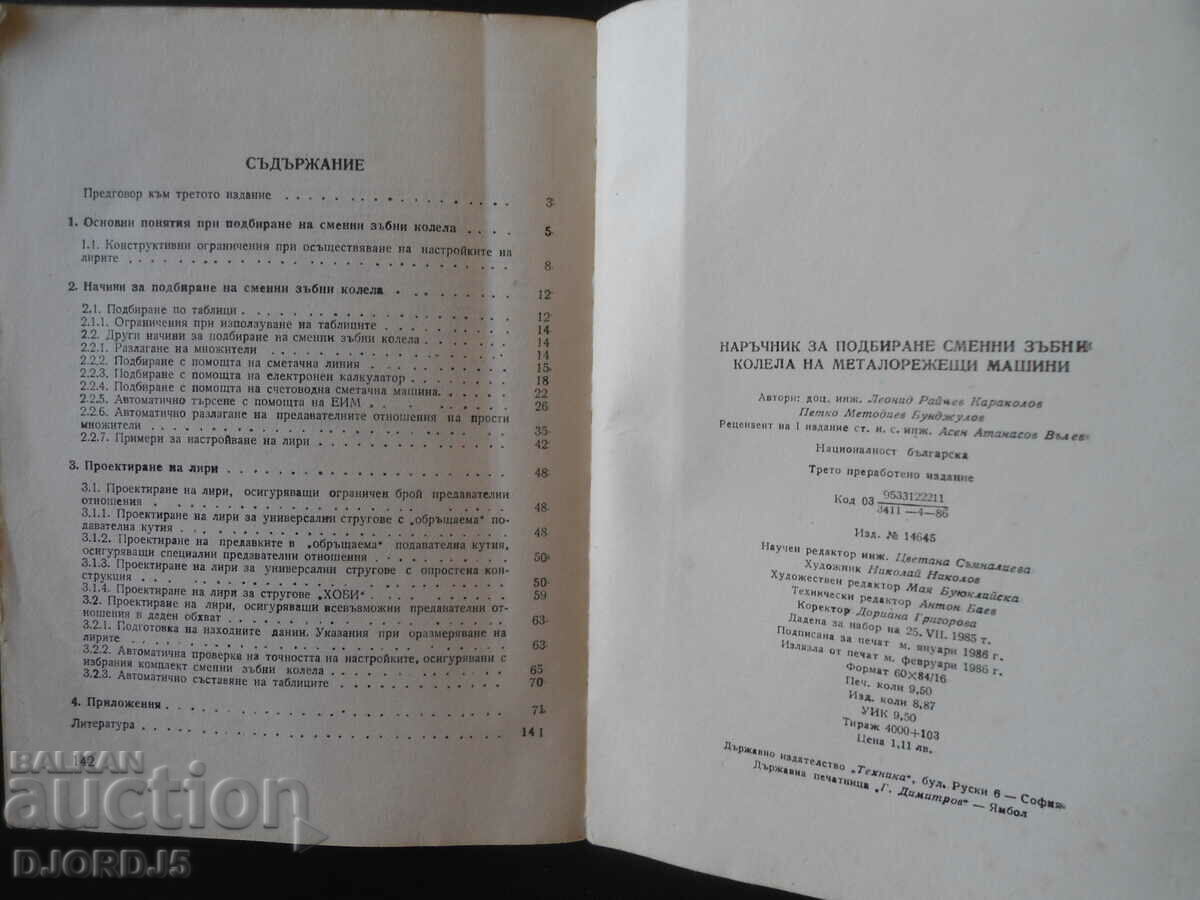 СЪДЪРЖАНИЕ
Предговор към третото издание . . . . . . . . . . . . . . . . 3
1. Основни понятия при подбиране на сменни зъбни колела . . . . 5
1.1. Конструктивни ограничения при осъществяване на настройките на
лирите . . . . . . . . . . . . . . . . . . . . . . . . . . 8
2. Начини за подбиране на сменни зъбни колела . . . . . . . . 12
2.1. Подбиране по таблици . . . . . . . . . . . . . . . . . . 12
2.1.1. Ограничения при използуване на таблиците . . . . . . . . 14
2.2. Други начини за подбиране на сменни зъбни колела . . . . . . 14
2.2.1. Разлагане на множители . . . . . . . . . . . . . . . . 14
2.2.2. Подбиране с помощта на сметачна линия . . . . . . . . . 15
2.2.3. Подбиране с помощта на електронен калкулатор . . . . . . 18
2.2.4. Подбиране с помощта на счетоводна сметачна машина. . . . . 22
2.2.5. Автоматично търсене с помощта на ЕИМ . . . . . . . . . . 26
2.2.6. Автоматично разлагане на предавателните отношения на прости
множители . . . . . . . . . . . . . . . . . . . . . . . . 35
2.2.7. Примери за настройване на лири . . . . . . . . . . . . . 42
3. Проектиране на лири . . . . . . . . . . . . . . . . . . . 48
3.1. Проектиране на лири, осигуряващи ограничен брой предавателни
отношения . . . . . . . . . . . . . . . . . . . . . . . . 48
3.1.1. Проектиране на лири за универсални стругове с „обръщаема“ по-
давателна кутия . . . . . . . . . . . . . . . . . . . . . . 48
3.1.2. Проектиране на предавките в „обръщаема“ подавателна кутия,
осигуряващи специални предавателни отношения . . . . . . . . . 50
3.1.3. Проектиране на лири за универсални стругове с опростена кон-
струкция . . . . . . . . . . . . . . . . . . . . . . . . . 50
3.1.4. Проектиране на лири за стругове „ХОБИ“ . . . . . . . . . 59
3.2. Проектиране на лири, осигуряващи всевъзможни предавателни от-
ношения в даден обхват . . . . . . . . . . . . . . . . . . . 63
3.2.1. Подготовка на находните дании. Указания при оразмеряване на
лирите . . . . . . . . . . . . . . . . . . . . . . . . . . 63
3.2.2. Автоматична проверка на точността на настройките, осигурявани с
избрания комплект сменни зъбни колела . . . . . . . . . . . . 65
3.2.3. Автоматично съставяне на таблиците . . . . . . . . . . . 70
4. Приложения . . . . . . . . . . . . . . . . . . . . . . . 71
Литература . . . . . . . . . . . . . . . . . . . . . . . . 141
42
НАРЪЧНИК ЗА ПОДБИРАНЕ СМЕННИ ЗЪБНИ
КОЛЕЛА НА МЕТАЛОРЕЖЕЩИ МАШИНИ
Автори: доц. инж. Леонид Райчев Караколов
Петко Методиев Бунджулов
Рецензент на I издание ст. н. с. инж. Асен Атанасов Вълев
Националност българска
Трето преработено издание
Код 03 9533122211
3411—4—86
Изд. № 14645
Научен редактор инж. Цветана Съмналиева
Художник Николай Николов
Художествен редактор Мая Буюклийска
Технически редактор Антон Баев
Коректор Дориана Григорова
Дадена за набор на 25. VII. 1985 г.
Подписана за печат м. януари 1986 г.
Излязла от печат м. февруари 1986 г.
Формат 60×84/16
Печ. коли 9,50
Изд. коли 8,87
УИК 9,50
Тираж 4000+103
Цена 1,11 лв.
Държавно издателство „Техника“, бул. Руски 6 — София
Държавна печатница „Г. Димитров“ — Ямбол
BALKAN
auction
DJORDJ5